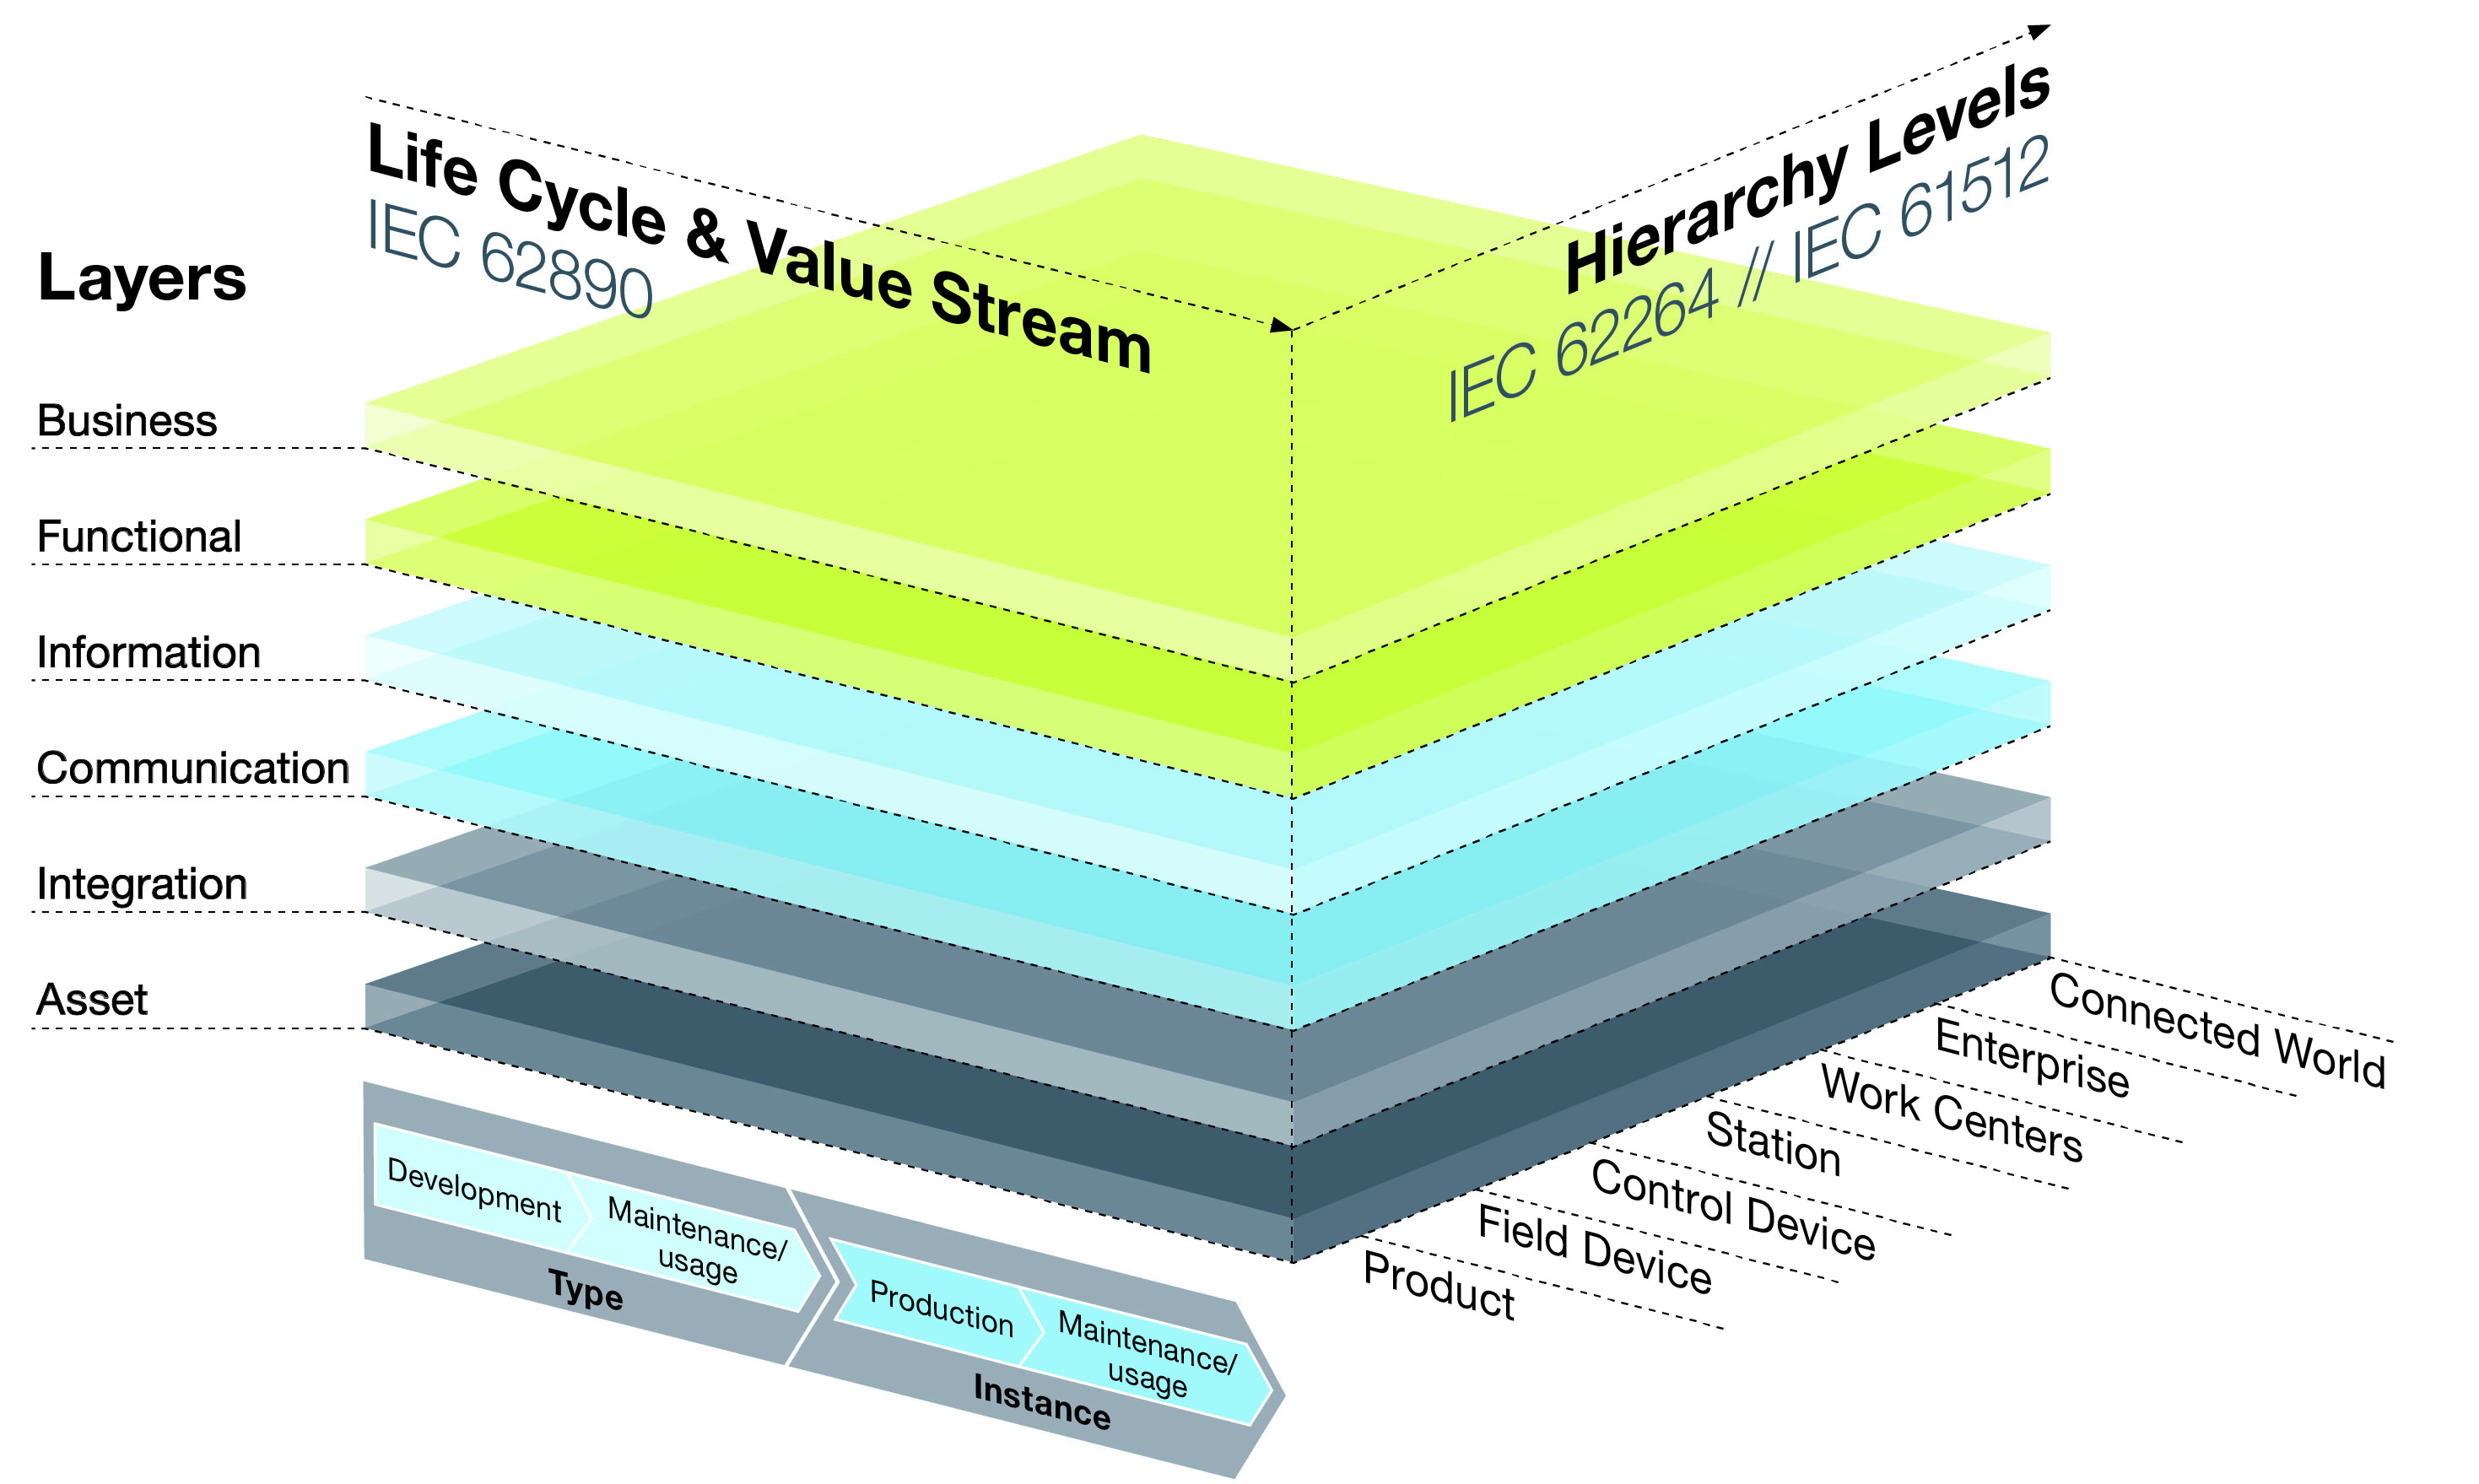 Life Cycle & Value Stream
IEC 62890
Hierarchy Levels
IEC 62264 // IEC 61512
Layers
Business
Functional
Information
Communication
Integration
Asset
Development
Maintenance/
usage
Type
Production
Maintenance/
usage
Instance
Product
Field Device
Control Device
Station
Work Centers
Enterprise
Connected World